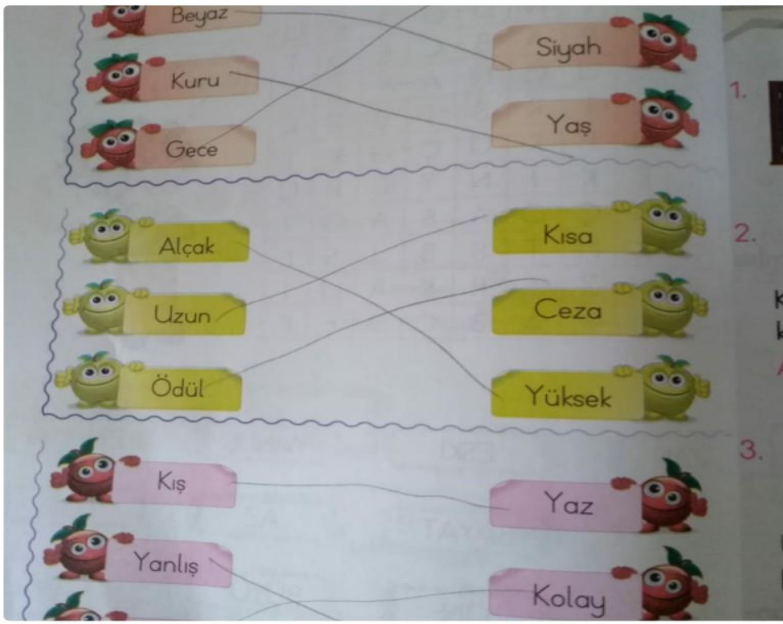 Beyaz
Siyah
Kuru
Yaş
Gece
1.
Alçak
Kısa
2.
Uzun
Ceza
Ödül
Yüksek
3.
Kış
Yaz
Yanlış
Kolay